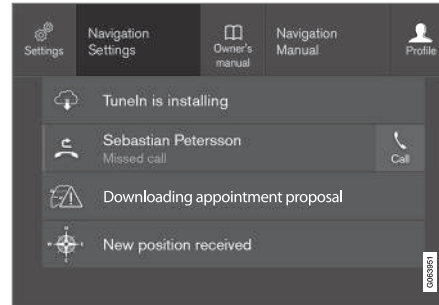 Settings
Navigation
Settings
Owner's
manual
Navigation
Manual
Profile
TuneIn is installing
Sebastian Petersson
Missed call
Call
Downloading appointment proposal
New position received
G063951